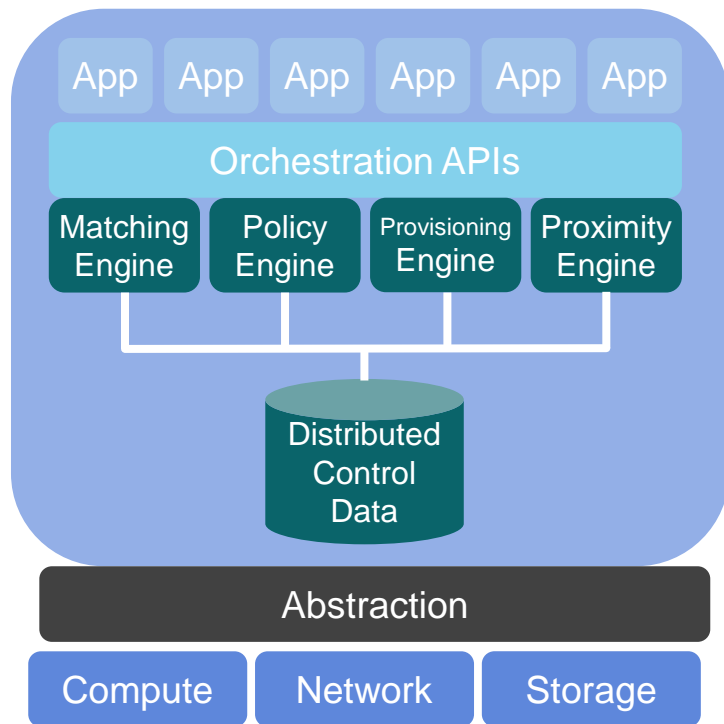 App App App App App App
Orchestration APIs
Matching Engine
Policy Engine
Provisioning Engine
Proximity Engine
Distributed
Control
Data
Abstraction
Compute Network Storage